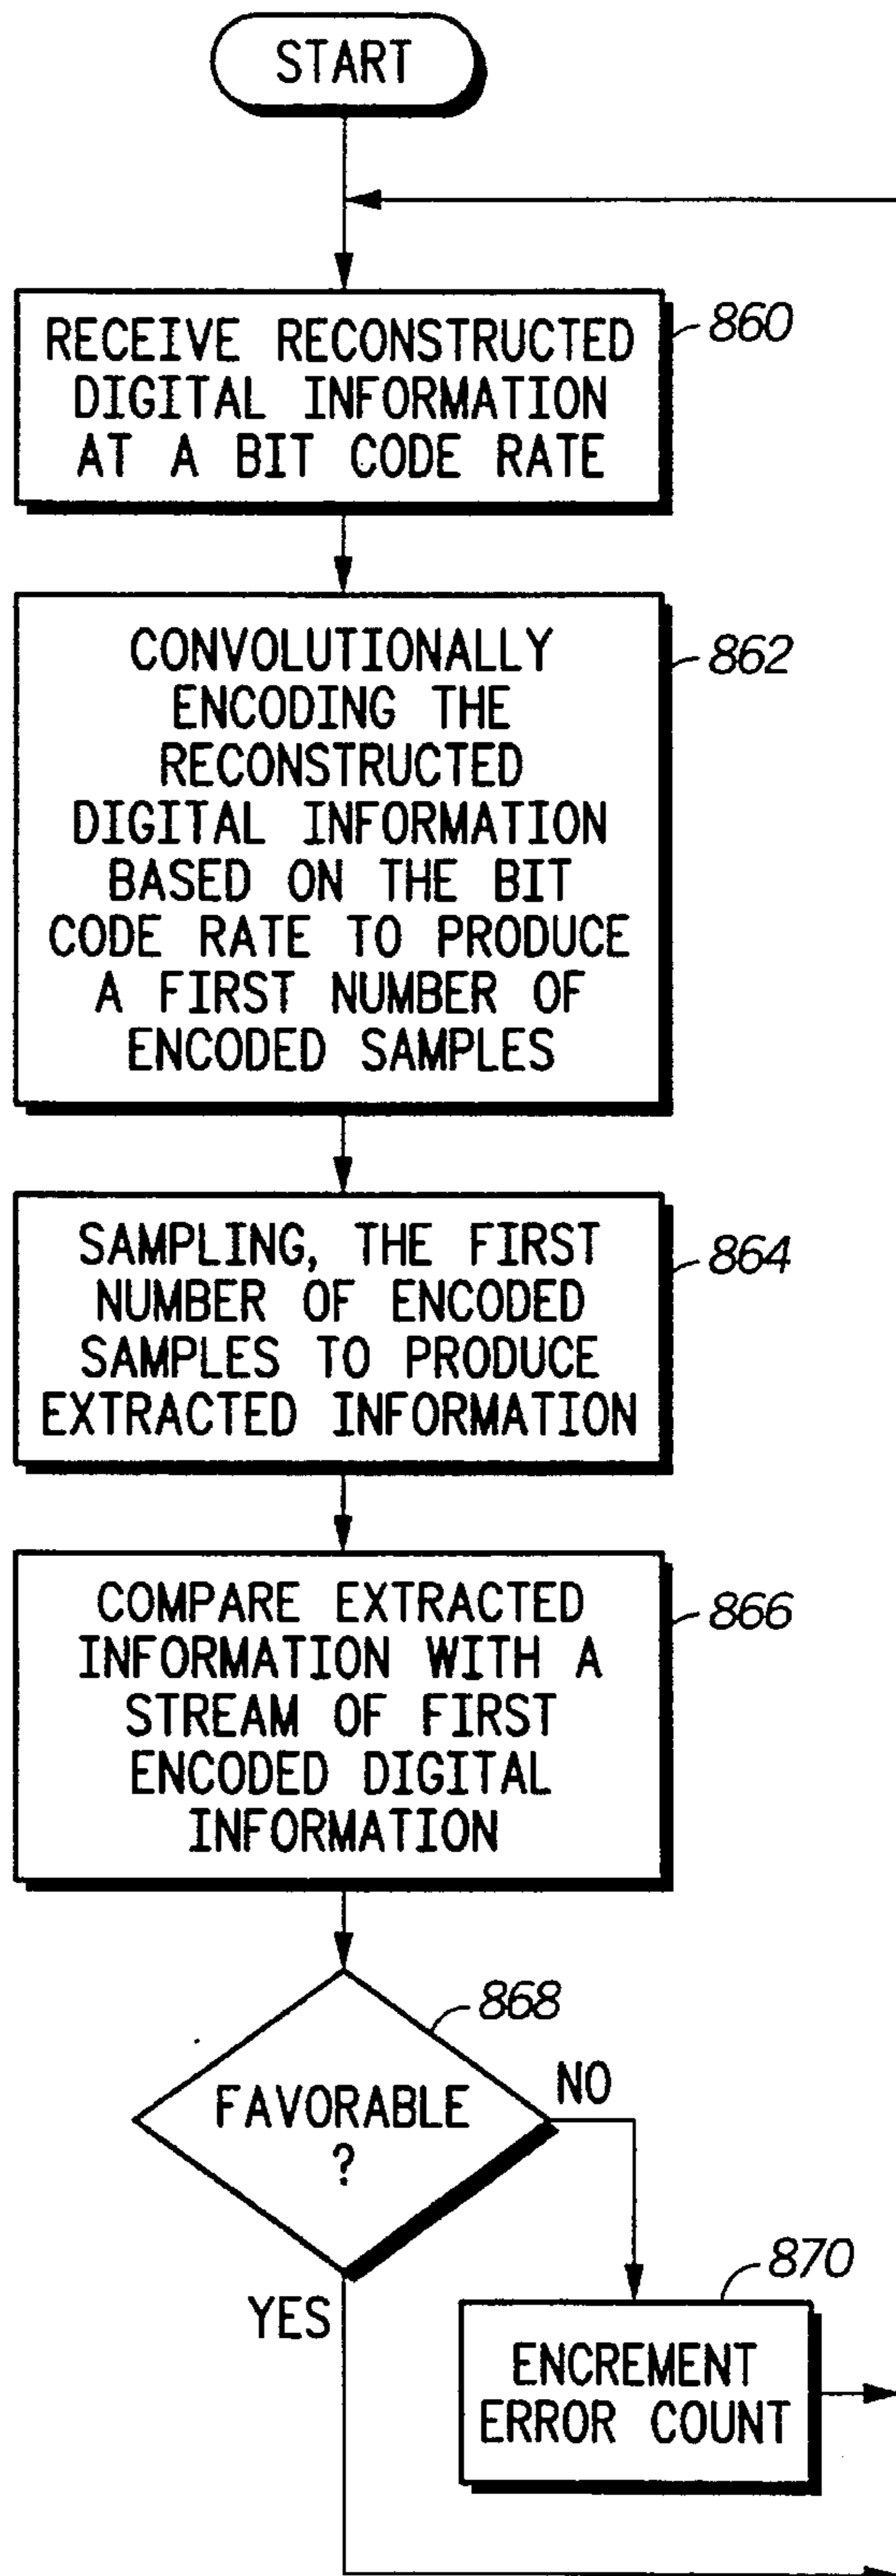 START
RECEIVE RECONSTRUCTED
DIGITAL INFORMATION
AT A BIT CODE RATE
860
CONVOLUTIONALLY
ENCODING THE
RECONSTRUCTED
DIGITAL INFORMATION
BASED ON THE BIT
CODE RATE TO PRODUCE
A FIRST NUMBER OF
ENCODED SAMPLES
862
SAMPLING, THE FIRST
NUMBER OF ENCODED
SAMPLES TO PRODUCE
EXTRACTED INFORMATION
864
COMPARE EXTRACTED
INFORMATION WITH A
STREAM OF FIRST
ENCODED DIGITAL
INFORMATION
866
868
FAVORABLE
?
NO
YES
870
ENCREMENT
ERROR COUNT